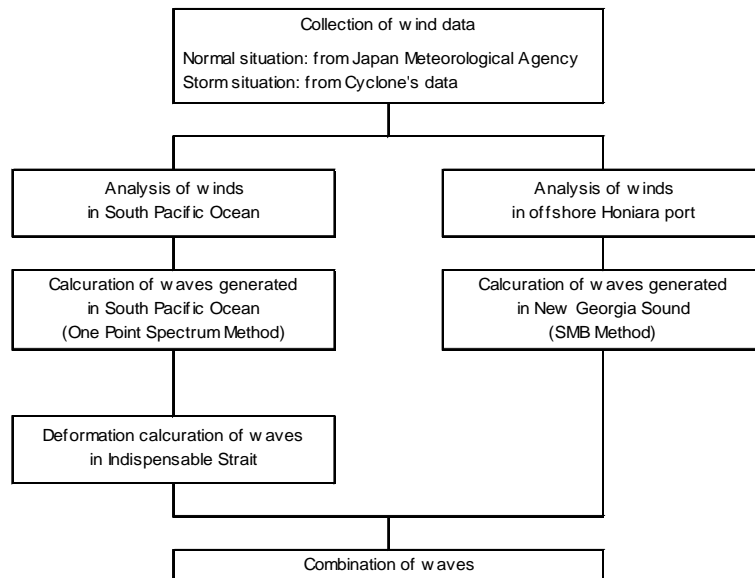 Collection of wind data
Normal situation: from Japan Meteorological Agency
Storm situation: from Cyclone's data
Analysis of winds
in South Pacific Ocean
Analysis of winds
in offshore Honiara port
Calcuration of waves generated
in South Pacific Ocean
(One Point Spectrum Method)
Calcuration of waves generated
in New Georgia Sound
(SMB Method)
Deformation calcuration of waves
in Indispensable Strait
Combination of waves